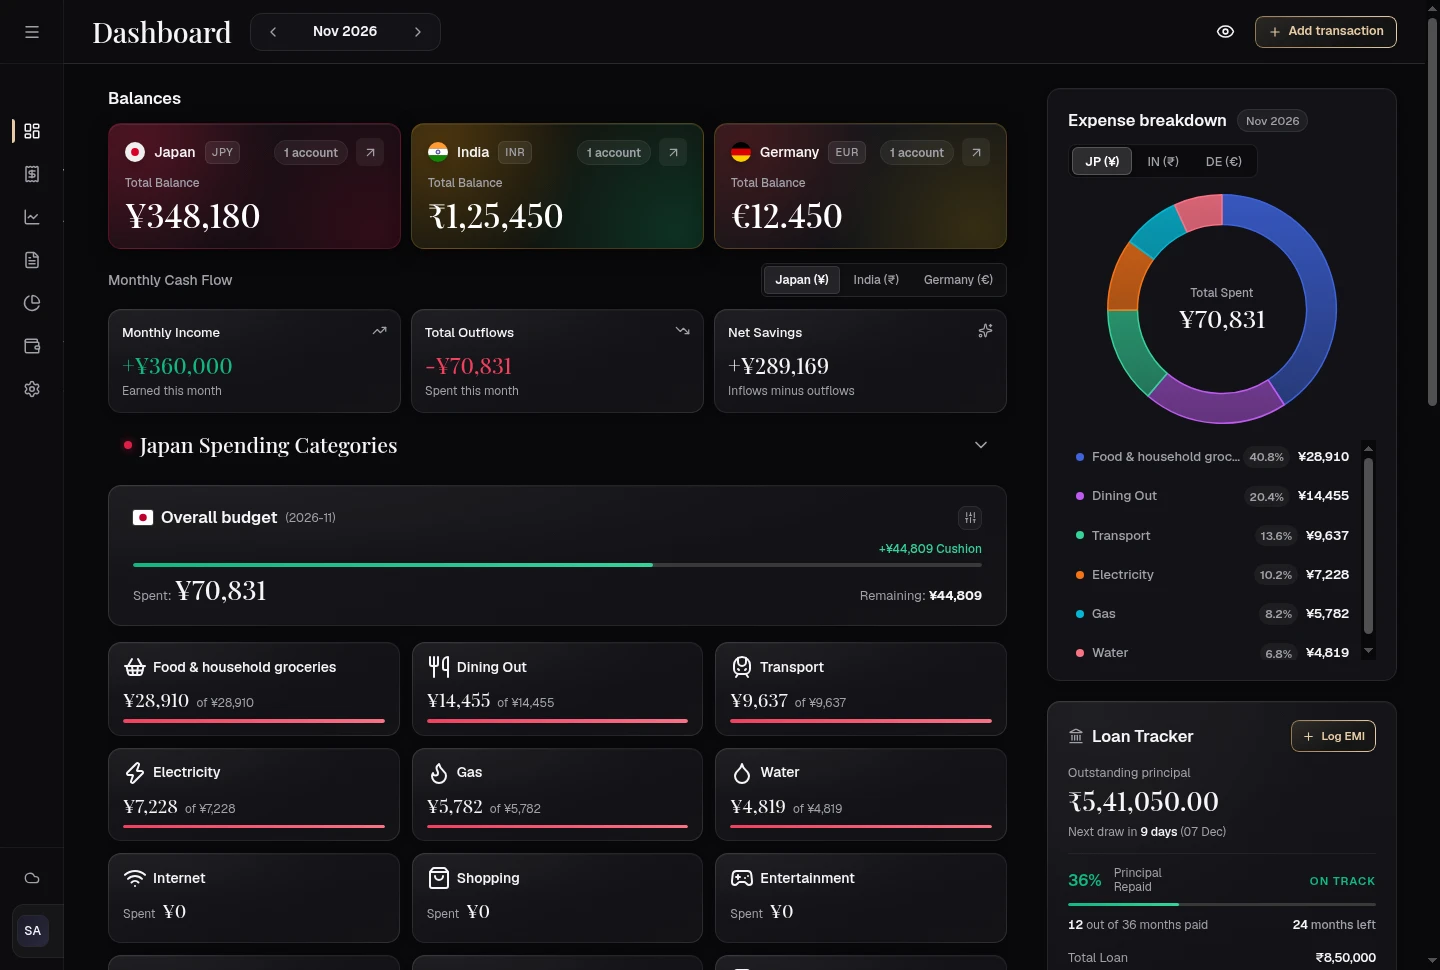 Dashboard
Nov 2026
Add transaction
Balances
Japan JPY 1 account
Total Balance
¥348,180
India INR 1 account
Total Balance
₹1,25,450
Germany EUR 1 account
Total Balance
€12.450
Monthly Cash Flow
Japan (¥) India (₹) Germany (€)
Monthly Income
+¥360,000
Earned this month
Total Outflows
-¥70,831
Spent this month
Net Savings
+¥289,169
Inflows minus outflows
Japan Spending Categories
Overall budget (2026-11)
+¥44,809 Cushion
Spent: ¥70,831
Remaining: ¥44,809
Food & household groceries
¥28,910 of ¥28,910
Dining Out
¥14,455 of ¥14,455
Transport
¥9,637 of ¥9,637
Electricity
¥7,228 of ¥7,228
Gas
¥5,782 of ¥5,782
Water
¥4,819 of ¥4,819
Internet
Spent ¥0
Shopping
Spent ¥0
Entertainment
Spent ¥0
SA
Expense breakdown Nov 2026
JP (¥) IN (₹) DE (€)
Total Spent
¥70,831
Food & household groc... 40.8% ¥28,910
Dining Out 20.4% ¥14,455
Transport 13.6% ¥9,637
Electricity 10.2% ¥7,228
Gas 8.2% ¥5,782
Water 6.8% ¥4,819
Loan Tracker
Log EMI
Outstanding principal
₹5,41,050.00
Next draw in 9 days (07 Dec)
36% Principal
Repaid
ON TRACK
12 out of 36 months paid
24 months left
Total Loan ₹8,50,000